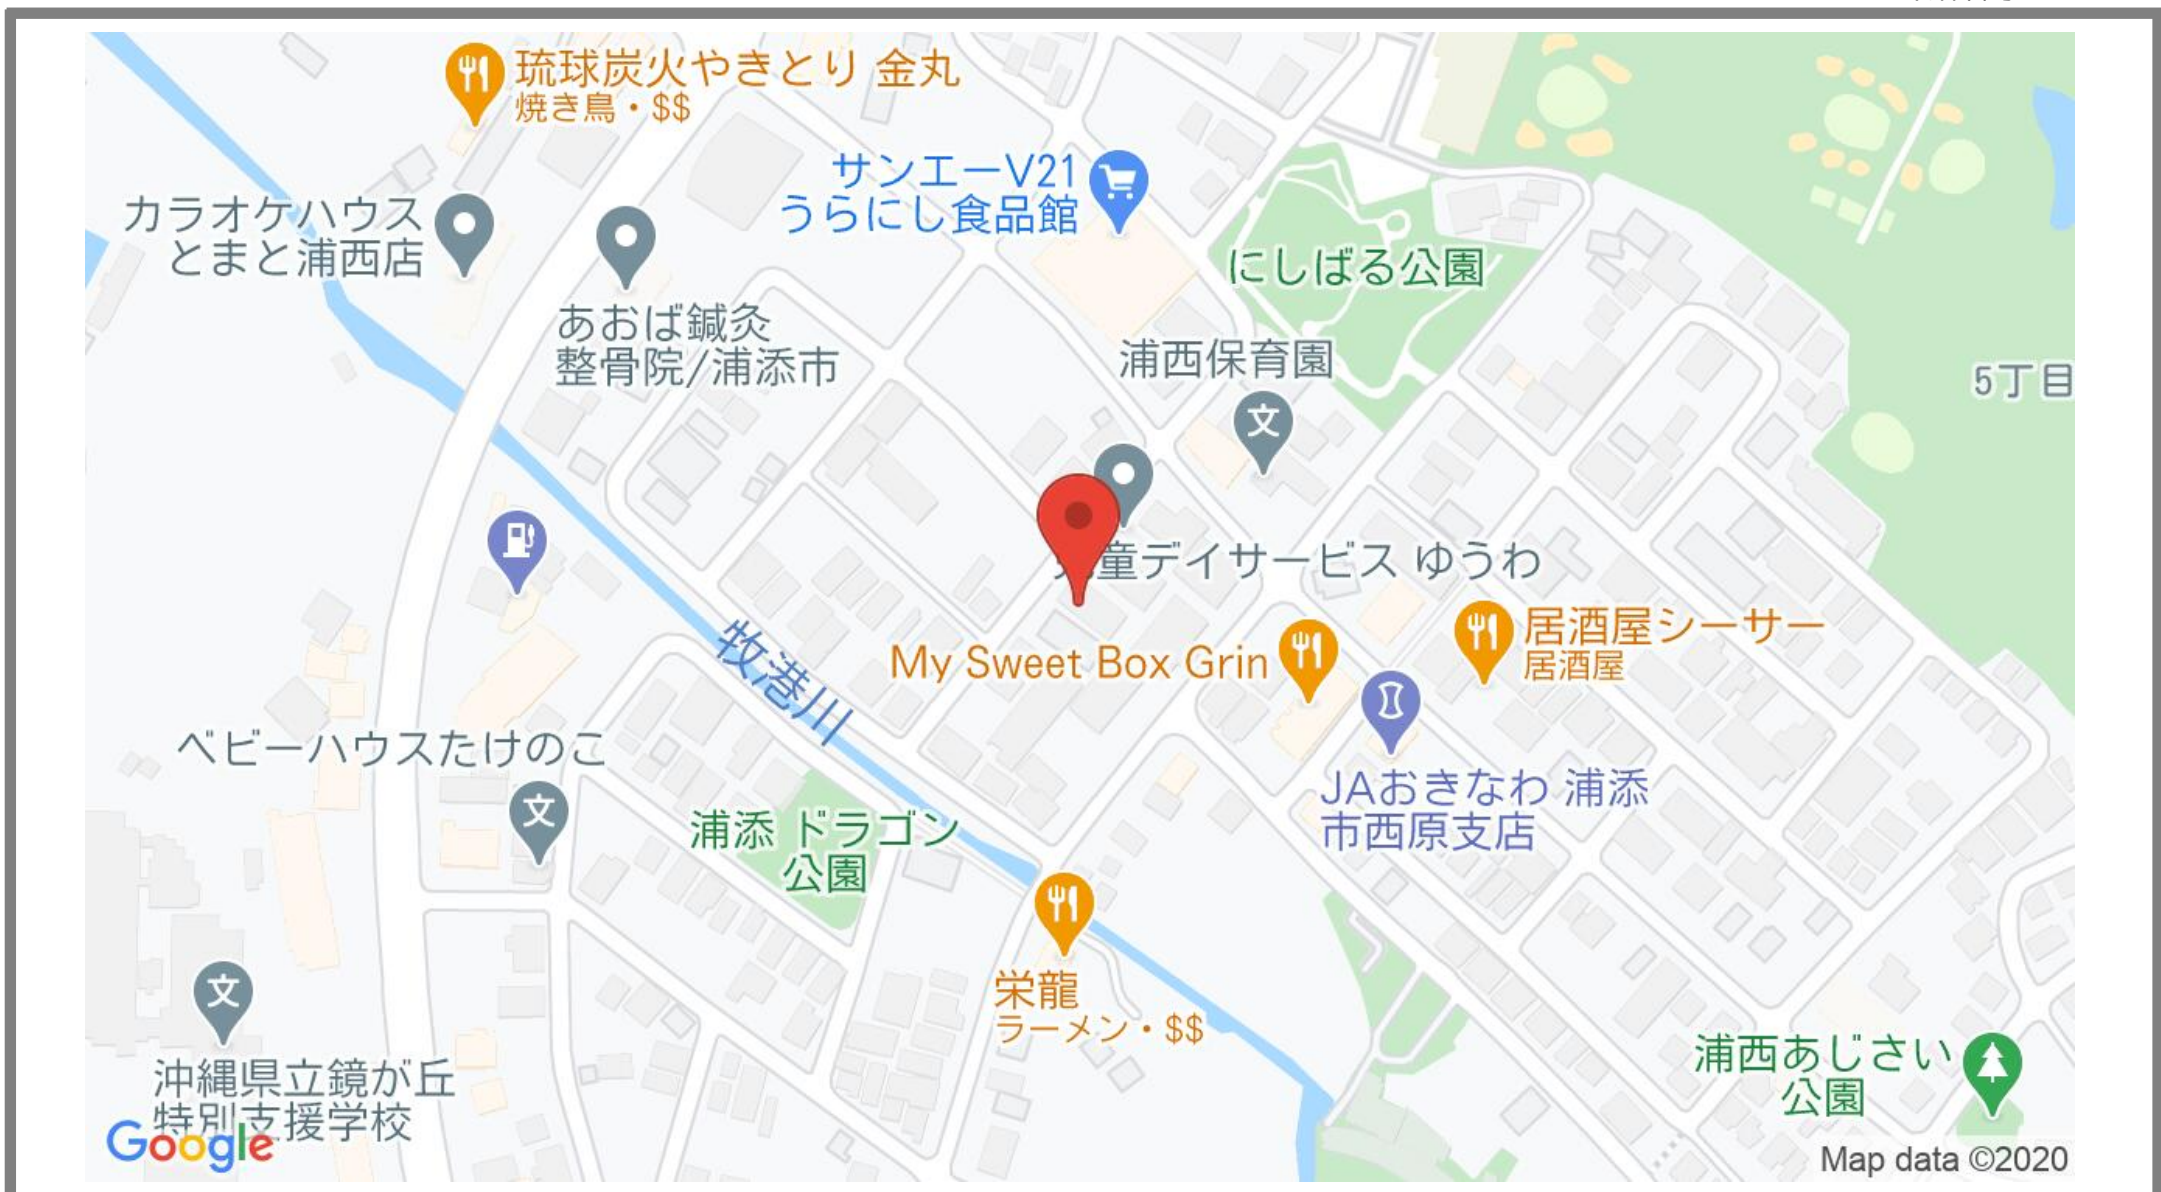 琉球炭火やきとり 金丸
焼き鳥・$$
サンエーV21
うらにし食品館
カラオケハウス
とまと浦西店
にしばる公園
あおば鍼灸
整骨院/浦添市
浦西保育園
5丁目
童デイサービス ゆうわ
居酒屋シーサー
居酒屋
My Sweet Box Grin
牧港川
ベビーハウスたけのこ
JAおきなわ 浦添
市西原支店
浦添 ドラゴン
公園
栄龍
ラーメン・$$
浦西あじさい
公園
沖縄県立鏡が丘
特別支援学校
Google
Map data ©2020